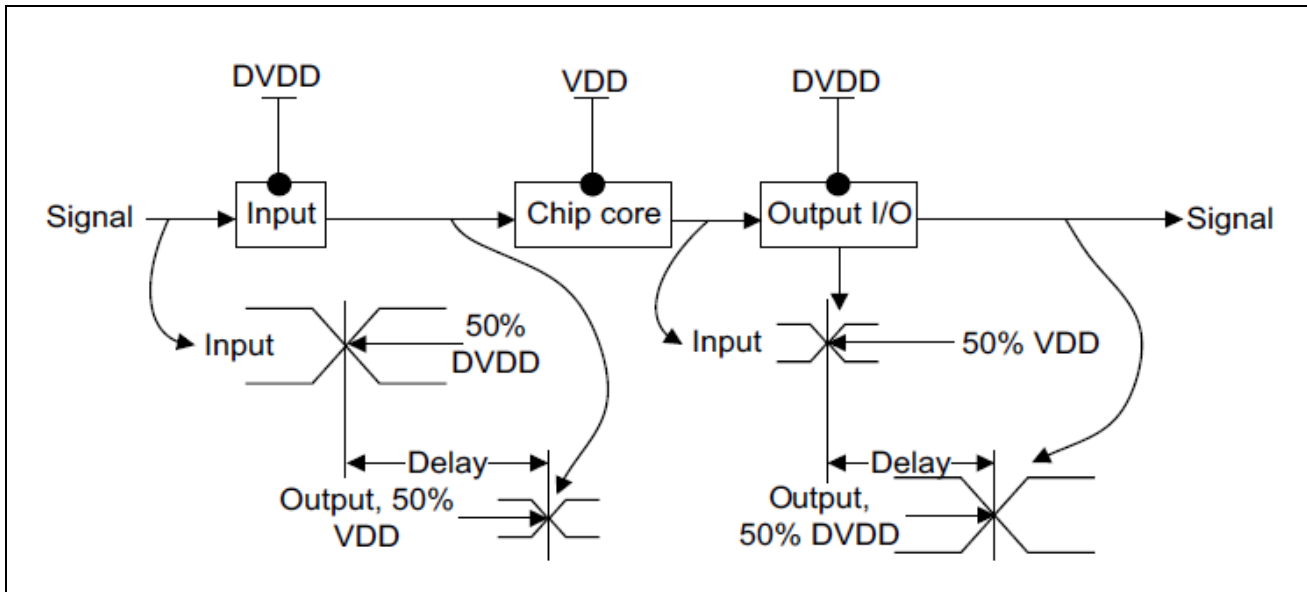 DVDD
VDD
DVDD
Signal
Input
Chip core
Output I/O
Signal
Input
50%
DVDD
Input
50% VDD
Delay
Output, 50%
VDD
Delay
Output,
50% DVDD